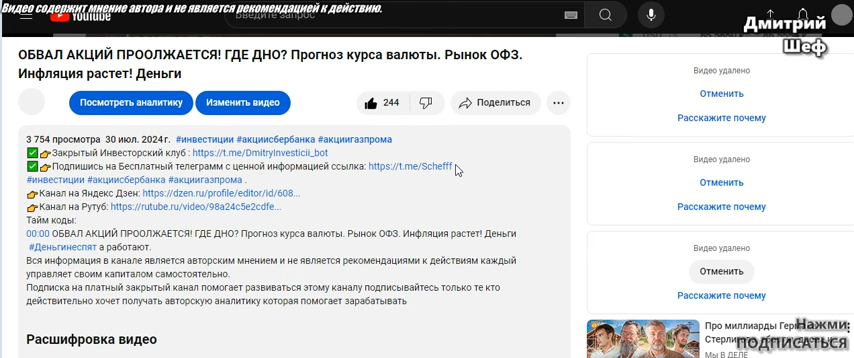 Видео содержит мнение автора и не является рекомендацией к действию.
YouTube
Введите запрос
Дмитрий
Шеф
ОБВАЛ АКЦИЙ ПРООЛЖАЕТСЯ! ГДЕ ДНО? Прогноз курса валюты. Рынок ОФЗ.
Инфляция растет! Деньги
Посмотреть аналитику
Изменить видео
244
Поделиться
3 754 просмотра 30 июл. 2024 г. #инвестиции #акциисбербанка #акциигазпрома
✅👉Закрытый Инвесторский клуб : https://t.me/DmitryInvesticii_bot
✅👉Подпишись на Бесплатный телеграмм с ценной информацией ссылка: https://t.me/Schefff
#инвестиции #акциисбербанка #акциигазпрома .
👉Канал на Яндекс Дзен: https://dzen.ru/profile/editor/id/608...
👉Канал на Рутуб: https://rutube.ru/video/98a24c5e2cdfe...
Тайм коды:
00:00 ОБВАЛ АКЦИЙ ПРООЛЖАЕТСЯ! ГДЕ ДНО? Прогноз курса валюты. Рынок ОФЗ. Инфляция растет! Деньги
#Деньгинеспят а работают.
Вся информация в канале является авторским мнением и не является рекомендациями к действиям каждый
управляет своим капиталом самостоятельно.
Подписка на платный закрытый канал помогает развиваться этому каналу подписывайтесь только те кто
действительно хочет получать авторскую аналитику которая помогает зарабатывать
Расшифровка видео
Видео удалено
Отменить
Расскажите почему
Видео удалено
Отменить
Расскажите почему
Видео удалено
Отменить
Расскажите почему
Про миллиарды
Мы В ДЕЛЕ
Нажми
ПОДПИСАТЬСЯ